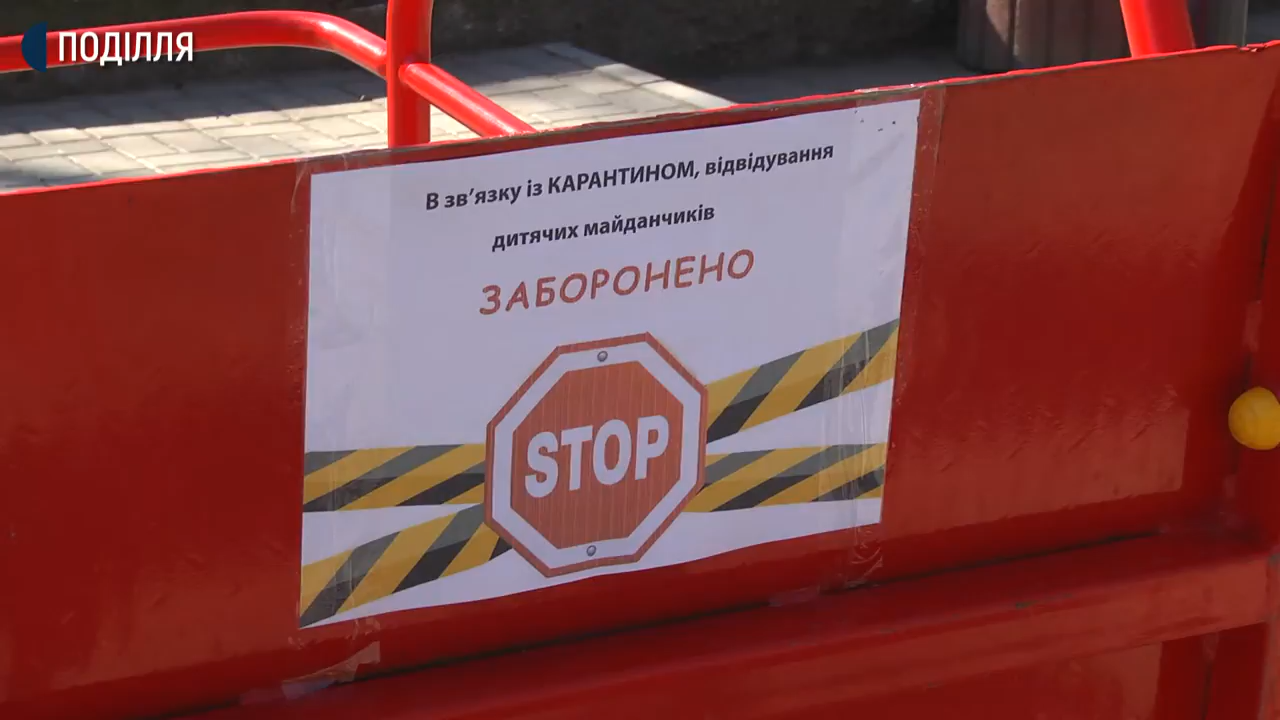 ПОДІЛЛЯ
В зв’язку із КАРАНТИНОМ, відвідування
дитячих майданчиків
ЗАБОРОНЕНО
STOP